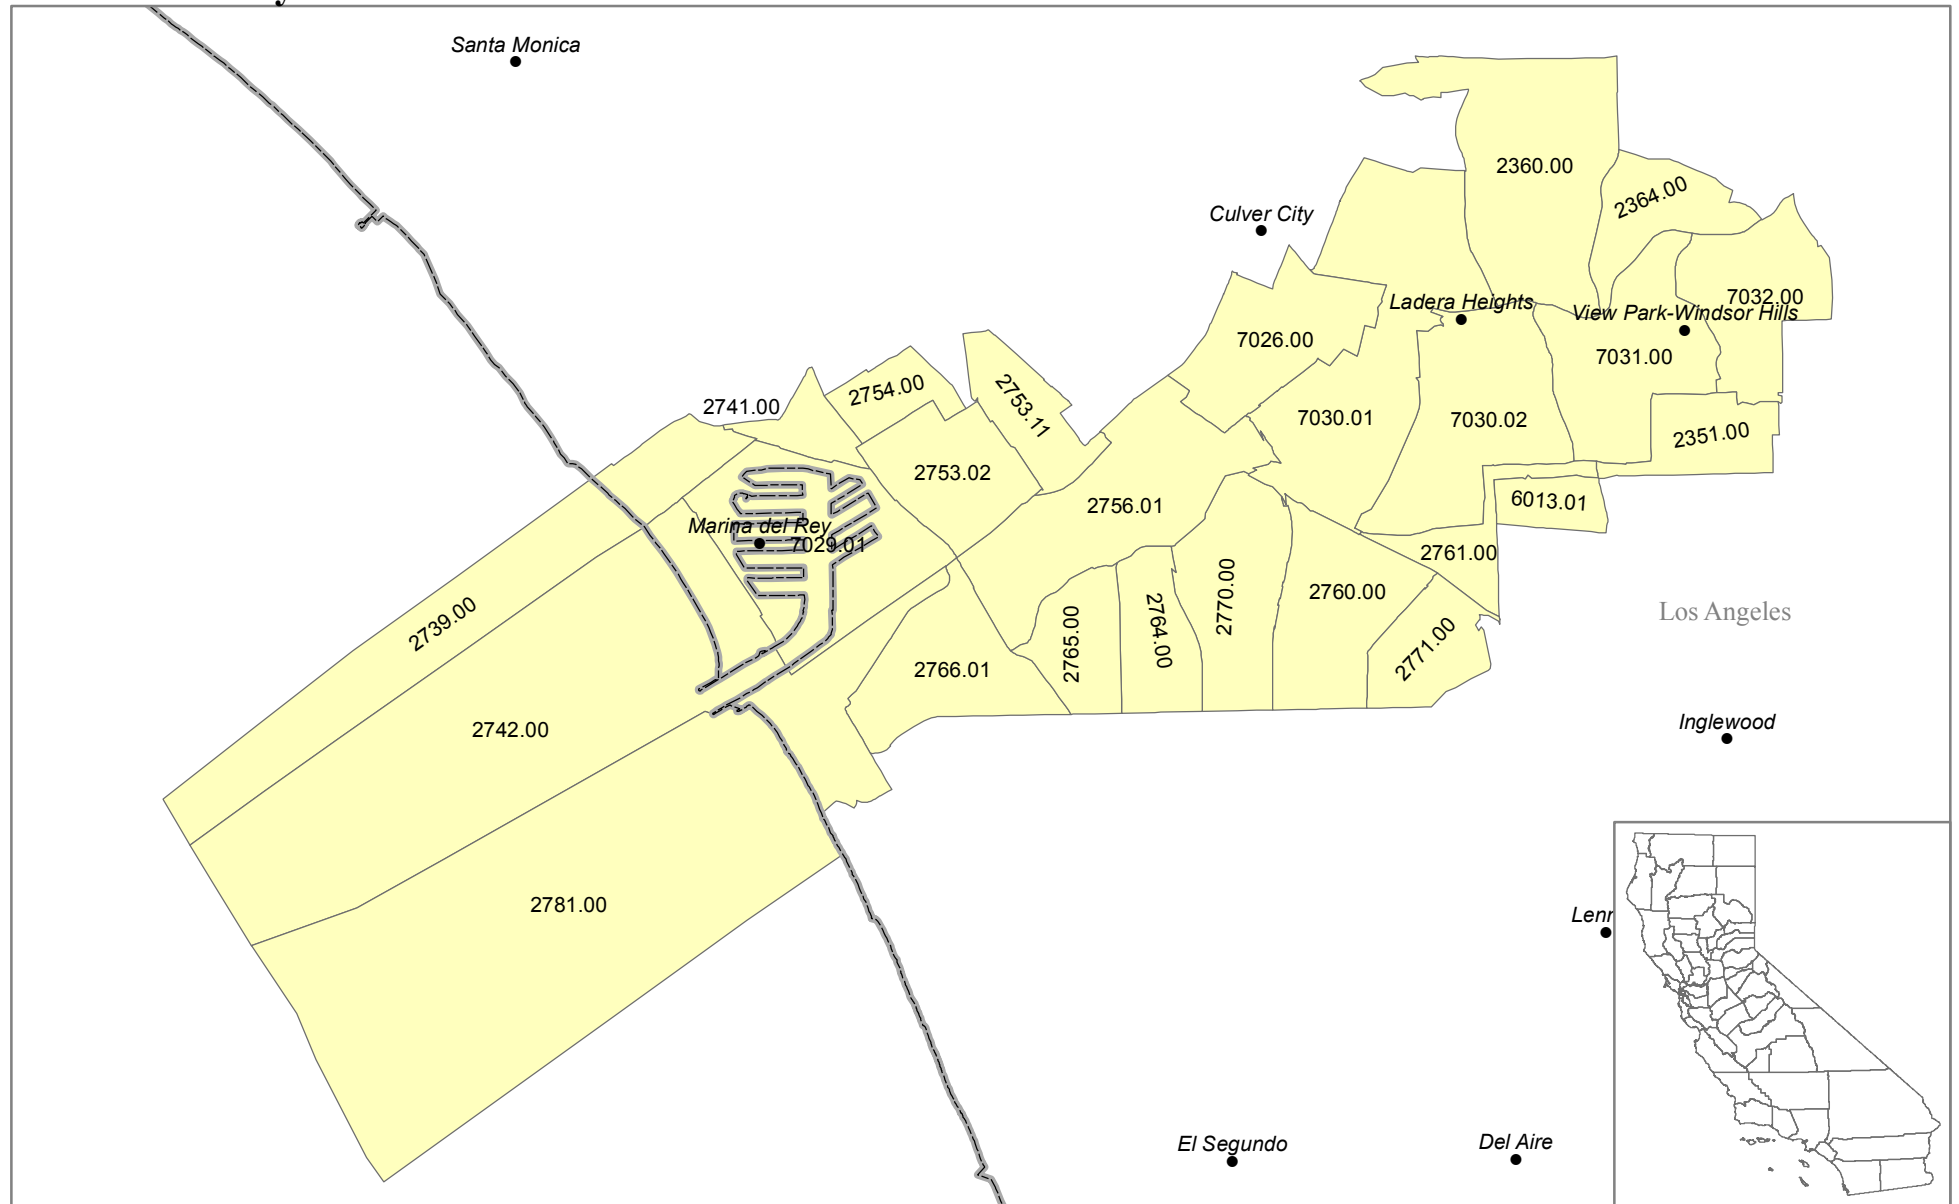 Santa Monica
2360.00
2364.00
Culver City
7032.00
Ladera Heights
View Park-Windsor Hills
7026.00
7031.00
2754.00
2753.11
2741.00
7030.01
7030.02
2351.00
2753.02
2756.01
6013.01
Marina del Rey
7029.01
2761.00
2760.00
2770.00
2739.00
2765.00
2764.00
2771.00
Los Angeles
2766.01
2742.00
Inglewood
2781.00
Lenr
El Segundo
Del Aire